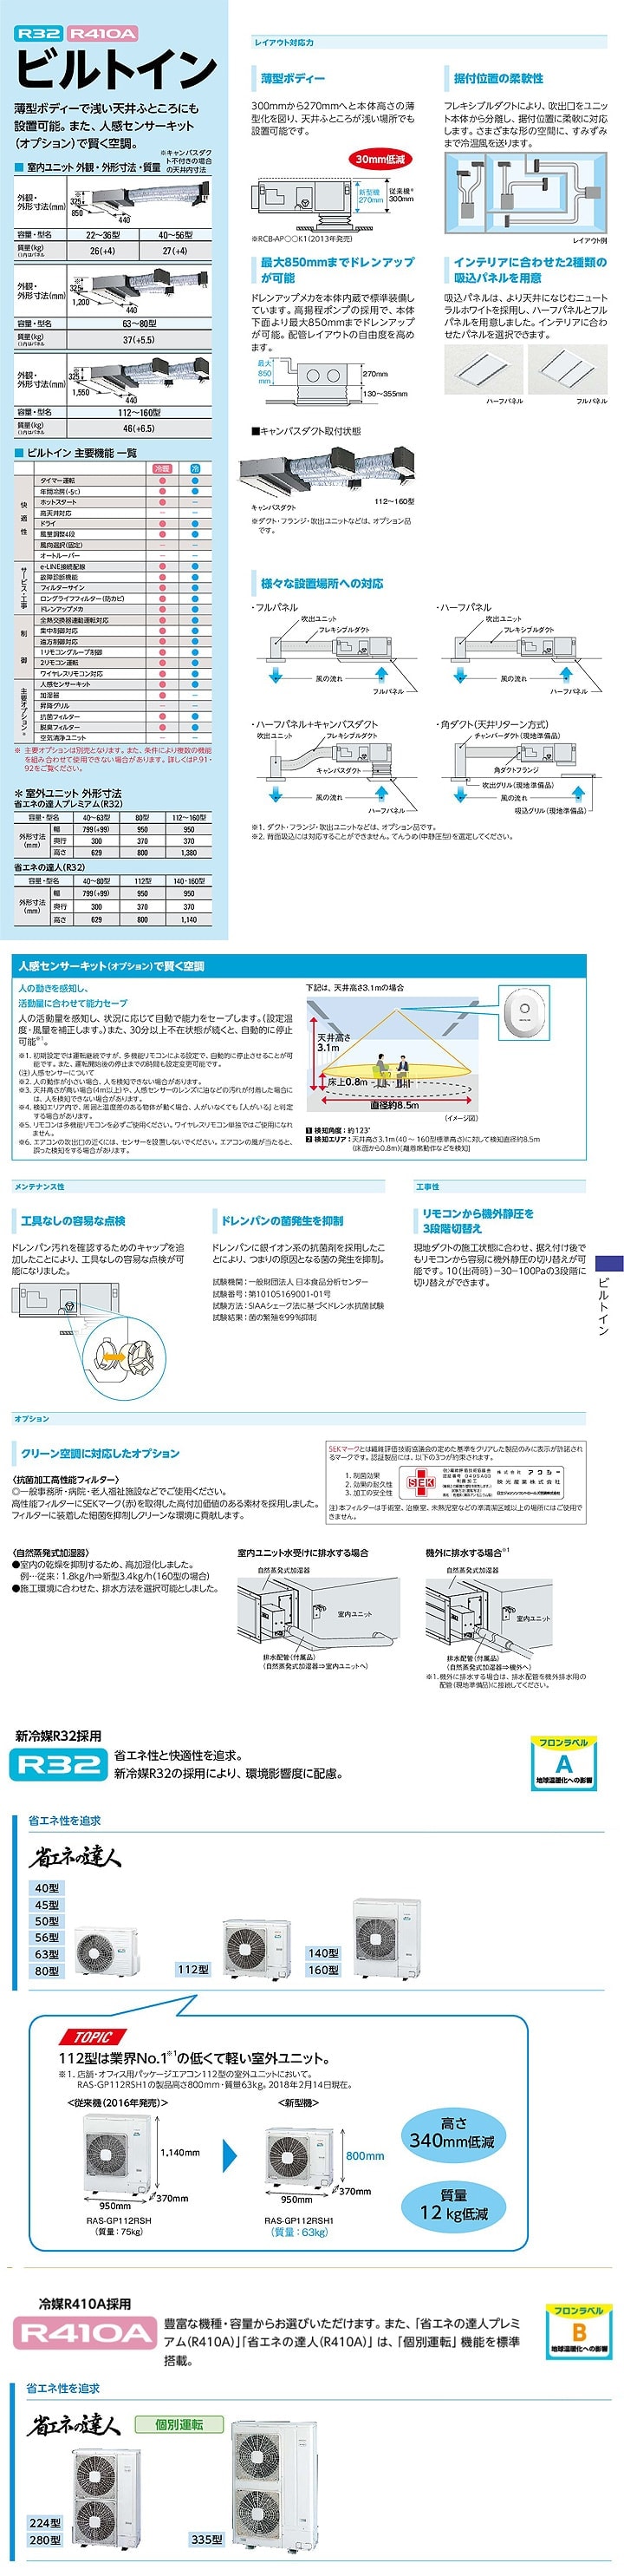 R32 R410A
ビルトイン
薄型ボディーで浅い天井ふところにも
設置可能。また、人感センサーキット
(オプション)で賢く空調。
※キャンバスダクト不付きの場合の天井内寸法
■ 室内ユニット 外観・外形寸法・質量
外観・外形寸法(mm) 325 850 440
容量・型名 22〜36型 40〜56型
質量(kg) 26(+4) 27(+4)
外観・外形寸法(mm) 325 1,200 440
容量・型名 63〜80型
質量(kg) 37(+5.5)
外観・外形寸法(mm) 325 1,550 440
容量・型名 112〜160型
質量(kg) 46(+6.5)
■ ビルトイン 主要機能 一覧
冷暖 冷
快適性
タイマー運転 ● ●
年間冷房(-5℃) ● ●
ホットスタート ● −
高天井対応 − −
ドライ ● ●
風量調整4段 ● ●
風向選択(固定) − −
オートルーバー − −
サービス・工事
e-LINE接続配線 ● ●
故障診断機能 ● ●
フィルターサイン ● ●
ロングライフフィルター(防カビ) ● ●
ドレンアップメカ ● ●
制御
全熱交換器連動運転対応 ● ●
集中制御対応 ● ●
遠方制御対応 ● ●
1リモコングループ制御 ● ●
2リモコン運転 ● ●
ワイヤレスリモコン対応 ● ●
主要オプション※
人感センサーキット ● ●
加湿器 ● −
昇降グリル − −
抗菌フィルター ● ●
脱臭フィルター ● ●
空気清浄ユニット − −
※ 主要オプションは別売となります。また、条件により複数の機能
を組み合わせて使用できない場合があります。詳しくはP.91・
92をご覧ください。
＊ 室外ユニット 外形寸法
省エネの達人プレミアム(R32)
容量・型名 40〜63型 80型 112〜160型
外形寸法(mm) 幅 799(+99) 950 950
奥行 300 370 370
高さ 629 800 1,380
省エネの達人(R32)
容量・型名 40〜80型 112型 140・160型
外形寸法(mm) 幅 799(+99) 950 950
奥行 300 370 370
高さ 629 800 1,140
レイアウト対応力
薄型ボディー
300mmから270mmへと本体高さの薄
型化を図り、天井ふところが浅い場所でも
設置可能です。
30mm低減
新型機 270mm
従来機※ 300mm
※RCB-AP○○K1(2013年発売)
据付位置の柔軟性
フレキシブルダクトにより、吹出口をユニッ
ト本体から分離し、据付位置に柔軟に対応
します。さまざまな形の空間に、すみずみ
まで冷温風を送ります。
レイアウト例
最大850mmまでドレンアップ
が可能
ドレンアップメカを本体内蔵で標準装備し
ています。高揚程ポンプの採用で、本体
下面より最大850mmまでドレンアップ
が可能。配管レイアウトの自由度を高め
ます。
最大 850 mm
270mm
130〜355mm
インテリアに合わせた2種類の
吸込パネルを用意
吸込パネルは、より天井になじむニュート
ラルホワイトを採用し、ハーフパネルとフル
パネルを用意しました。インテリアに合わ
せたパネルを選択できます。
ハーフパネル フルパネル
■キャンバスダクト取付状態
キャンバスダクト
112〜160型
※ダクト・フランジ・吹出ユニットなどは、オプション品
です。
様々な設置場所への対応
・フルパネル
吹出ユニット
フレキシブルダクト
風の流れ
フルパネル
・ハーフパネル
吹出ユニット
フレキシブルダクト
風の流れ
ハーフパネル
・ハーフパネル＋キャンバスダクト
吹出ユニット フレキシブルダクト
キャンバスダクト
風の流れ
ハーフパネル
・角ダクト(天井リターン方式)
チャンバーダクト(現地準備品)
角ダクトフランジ
吹出グリル(現地準備品)
風の流れ
吸込グリル(現地準備品)
※1. ダクト・フランジ・吹出ユニットなどは、オプション品です。
※2. 背面吸込には対応することができません。てんうめ(中静圧型)を選定してください。
人感センサーキット(オプション)で賢く空調
人の動きを感知し、
活動量に合わせて能力セーブ
人の活動量を感知し、状況に応じて自動で能力をセーブします。(設定温
度・風量を補正します。)また、30分以上不在状態が続くと、自動的に停止
可能※1。
※1. 初期設定では運転継続ですが、多機能リモコンによる設定で、自動的に停止させることが可
能です。また、運転開始後の停止までの時間も設定変更可能です。
(注)人感センサーについて
※2. 人の動きが小さい場合、人を検知できない場合があります。
※3. 天井高さが高い場合(4m以上)や、人感センサーのレンズに油などの汚れが付着した場合に
は、人を検知できない場合があります。
※4. 検知エリア内で、周囲と温度差のある物体が動く場合、人がいなくても「人がいる」と判定
する場合があります。
※5. リモコンは多機能リモコンを必ずご使用ください。ワイヤレスリモコン単独ではご使用になれ
ません。
※6. エアコンの吹出口の近くには、センサーを設置しないでください。エアコンの風が当たると、
誤った検知をする場合があります。
下記は、天井高さ3.1mの場合
天井高さ 3.1m
床上0.8m
直径約8.5m
(イメージ図)
1 検知角度：約123°
2 検知エリア：天井高さ3.1m(40〜160型標準高さ)に対して検知直径約8.5m
(床面から0.8m)[離着席動作などを検知]
メンテナンス性
工具なしの容易な点検
ドレンパン汚れを確認するためのキャップを追
加したことにより、工具なしの容易な点検が可
能になりました。
ドレンパンの菌発生を抑制
ドレンパンに銀イオン系の抗菌剤を採用したこ
とにより、つまりの原因となる菌の発生を抑制。
試験機関：一般財団法人 日本食品分析センター
試験番号：第10105169001-01号
試験方法：SIAAシェーク法に基づくドレン水抗菌試験
試験結果：菌の繁殖を99%抑制
工事性
リモコンから機外静圧を
3段階切替え
現地ダクトの施工状態に合わせ、据え付け後で
もリモコンから容易に機外静圧の切り替えが可
能です。10(出荷時)−30−100Paの3段階に
切り替えができます。
ビルトイン
オプション
クリーン空調に対応したオプション
〈抗菌加工高性能フィルター〉
◎一般事務所・病院・老人福祉施設などでご使用ください。
高性能フィルターにSEKマーク(赤)を取得した高付加価値のある素材を採用しました。
フィルターに装着した細菌を抑制しクリーンな環境に貢献します。
SEKマークとは繊維評価技術協議会の定めた基準をクリアした製品のみに表示が許諾され
るマークです。認証製品には、以下の3つが約束されます。
1. 制菌効果
2. 効果の耐久性
3. 加工の安全性
SEK
注)本フィルターは手術室、治療室、未熟児室などの準清潔区域以上の場所にはご使用で
きません。
〈自然蒸発式加湿器〉
●室内の乾燥を抑制するため、高加湿化しました。
例…従来：1.8kg/h⇒新型3.4kg/h(160型の場合)
●施工環境に合わせた、排水方法を選択可能としました。
室内ユニット水受けに排水する場合
自然蒸発式加湿器
室内ユニット
排水配管(付属品)
(自然蒸発式加湿器⇒室内ユニットへ)
機外に排水する場合※1
自然蒸発式加湿器
室内ユニット
排水配管(付属品)
(自然蒸発式加湿器⇒機外へ)
※1.機外に排水する場合は、排水配管を機外排水用の
配管(現地準備品)に接続してください。
新冷媒R32採用
R32
省エネ性と快適性を追求。
新冷媒R32の採用により、環境影響度に配慮。
フロンラベル
A
地球温暖化への影響
省エネ性を追求
省エネの達人
40型
45型
50型
56型
63型
80型
112型
140型
160型
TOPIC
112型は業界No.1※1の低くて軽い室外ユニット。
※1. 店舗・オフィス用パッケージエアコン112型の室外ユニットにおいて。
RAS-GP112RSH1の製品高さ800mm・質量63kg。2018年2月14日現在。
＜従来機(2016年発売)＞
1,140mm
950mm
370mm
RAS-GP112RSH
(質量：75kg)
＜新型機＞
800mm
950mm
370mm
RAS-GP112RSH1
(質量：63kg)
高さ
340mm低減
質量
12kg低減
冷媒R410A採用
R410A
豊富な機種・容量からお選びいただけます。また、「省エネの達人プレミ
アム(R410A)」「省エネの達人(R410A)」は、「個別運転」機能を標準
搭載。
フロンラベル
B
地球温暖化への影響
省エネ性を追求
省エネの達人
個別運転
224型
280型
335型